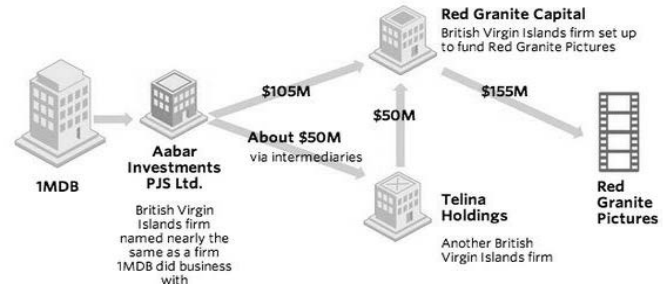 Red Granite Capital
British Virgin Islands firm set up
to fund Red Granite Pictures
$105M
$50M
$155M
About $50M
via intermediaries
1MDB
Aabar
Investments
PJS Ltd.
British Virgin
Islands firm
named nearly the
same as a firm
1MDB did business
with
Telina
Holdings
Another British
Virgin Islands firm
Red
Granite
Pictures